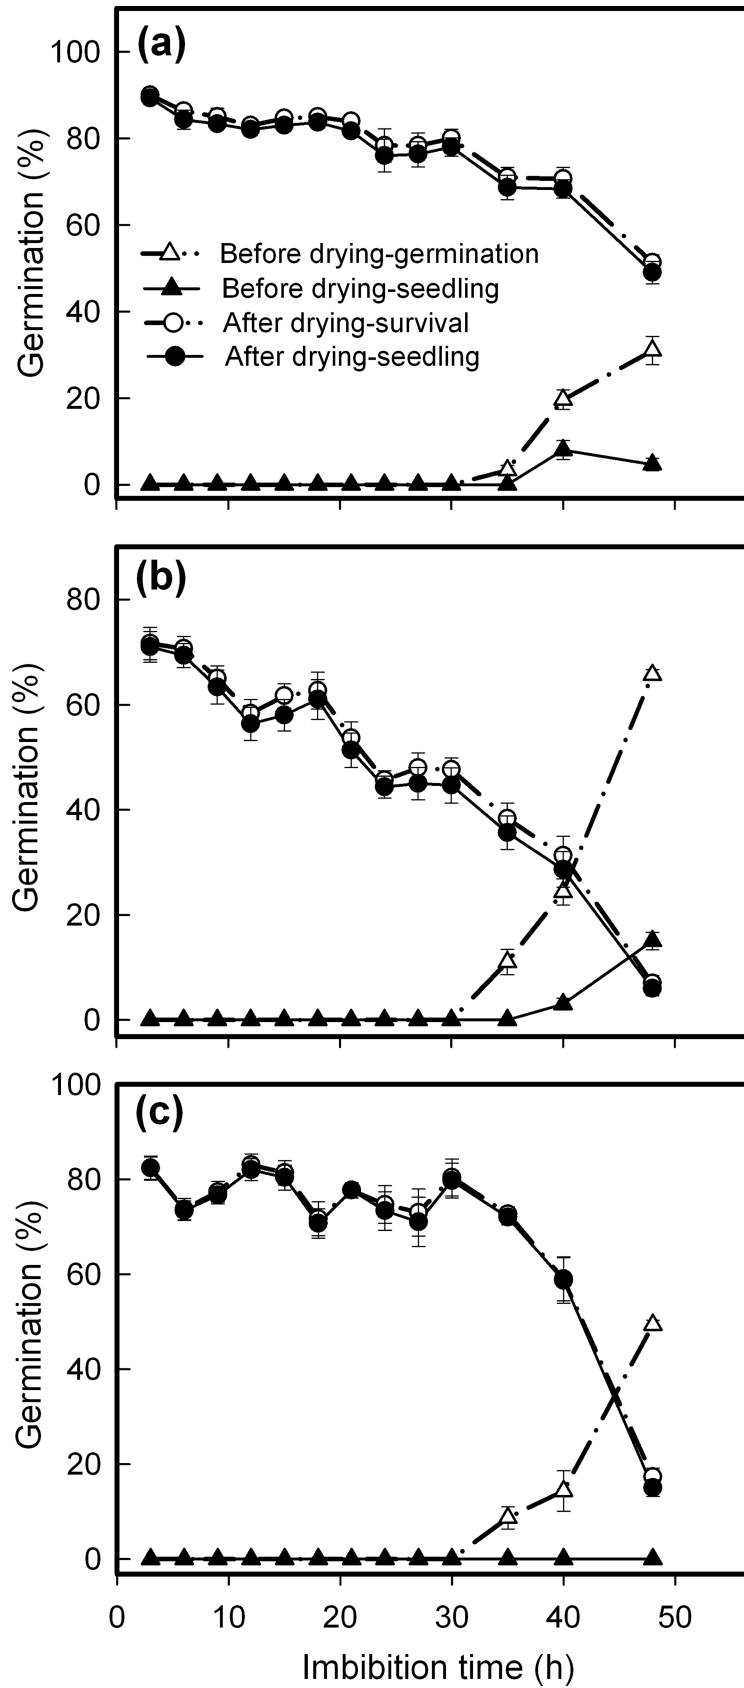 (a)
100
80
60
40
20
0
Germination (%)
Before drying-germination
Before drying-seedling
After drying-survival
After drying-seedling
(b)
80
60
40
20
0
Germination (%)
(c)
100
80
60
40
20
0
Germination (%)
0 10 20 30 40 50
Imbibition time (h)